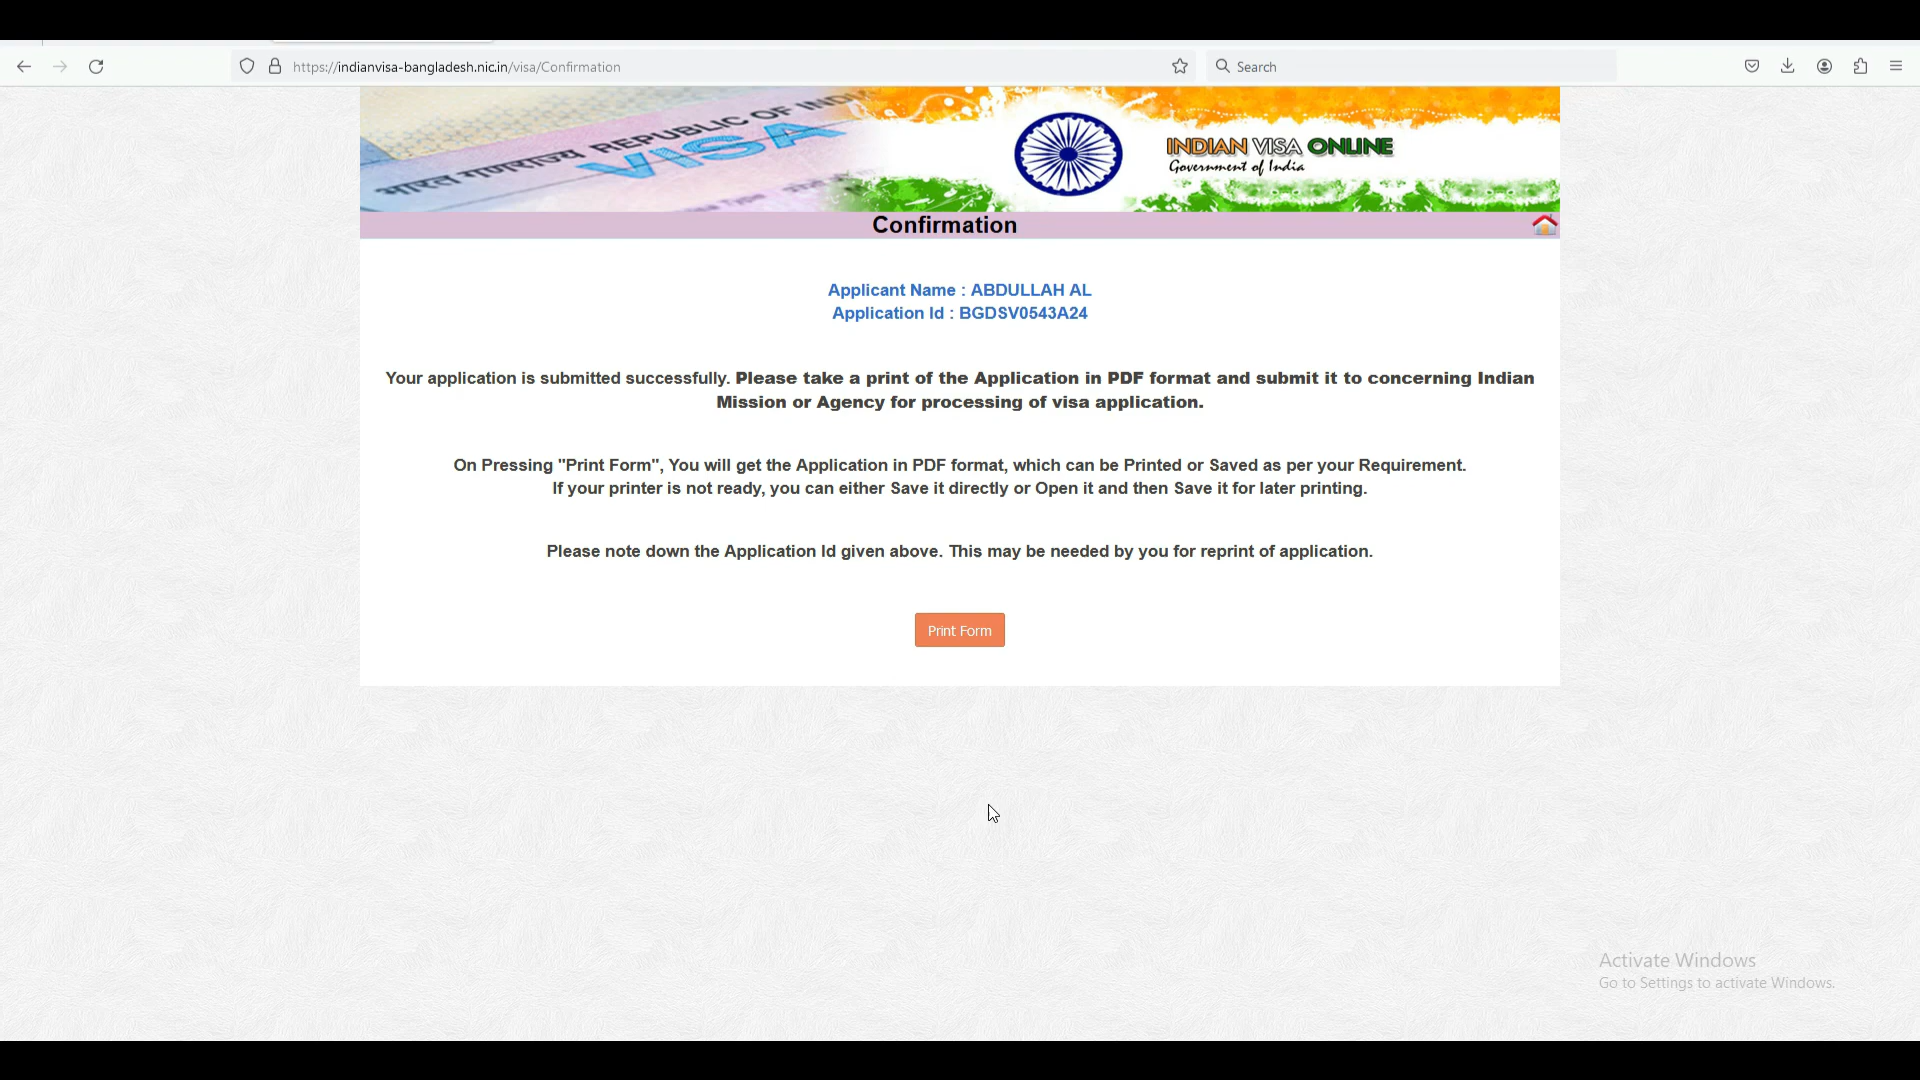 https://indianvisa-bangladesh.nic.in/visa/Confirmation
Search
भारत गणराज्य REPUBLIC OF INDIA
VISA
INDIAN VISA ONLINE
Government of India
Confirmation
Applicant Name : ABDULLAH AL
Application Id : BGDSV0543A24
Your application is submitted successfully. Please take a print of the Application in PDF format and submit it to concerning Indian
Mission or Agency for processing of visa application.
On Pressing "Print Form", You will get the Application in PDF format, which can be Printed or Saved as per your Requirement.
If your printer is not ready, you can either Save it directly or Open it and then Save it for later printing.
Please note down the Application Id given above. This may be needed by you for reprint of application.
Print Form
Activate Windows
Go to Settings to activate Windows.